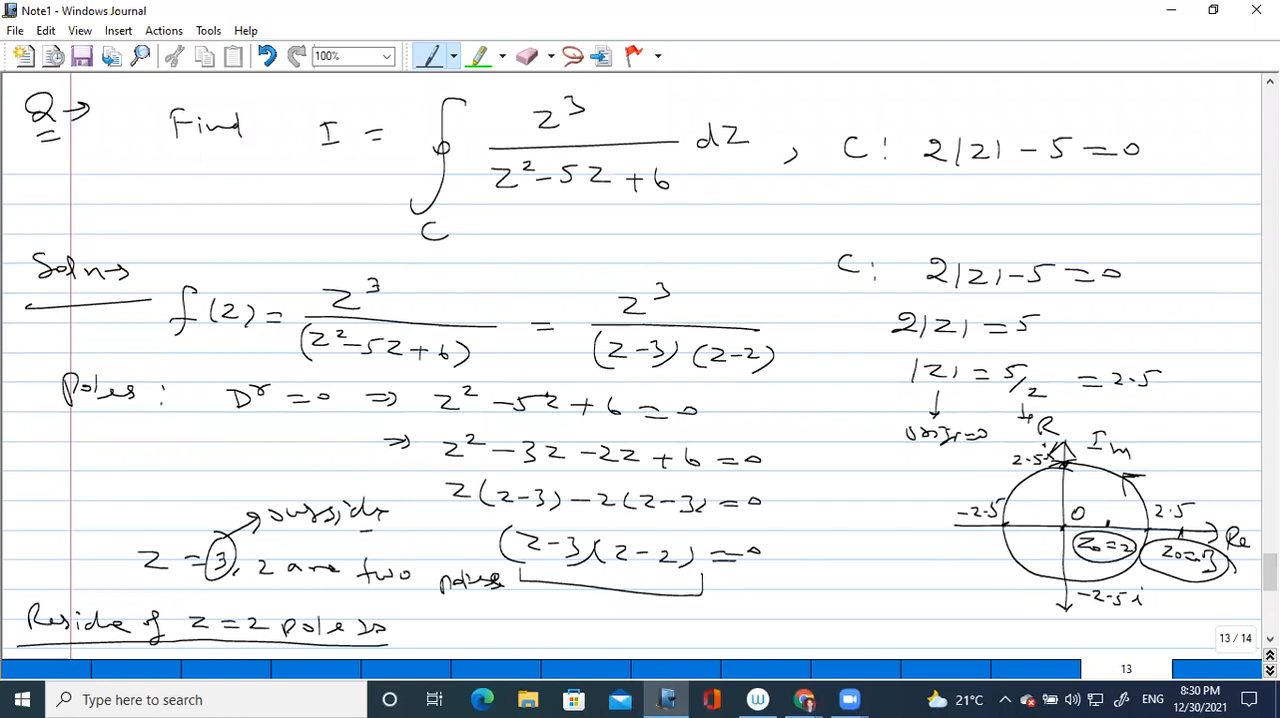 Note1 - Windows Journal
File Edit View Insert Actions Tools Help
100%
Q→ Find I = ∮ z³ / (z² - 5z + 6) dz , C: 2|z| - 5 = 0
C
Soln→
C: 2|z| - 5 = 0
f(z) = z³ / (z² - 5z + 6) = z³ / (z-3)(z-2)
2|z| = 5
|z| = 5/2 = 2.5
Poles: Dr = 0 ⇒ z² - 5z + 6 = 0
R
⇒ z² - 3z - 2z + 6 = 0
2.5i Im
z(z-3) - 2(z-3) = 0
outside
-2.5 0 2.5 Re
(z-3)(z-2) = 0
z0=2 z0=3
z = 3, 2 are two poles
-2.5i
Residue of z = 2 pole is
13 / 14
13
Type here to search
21°C ENG 8:30 PM
12/30/2021